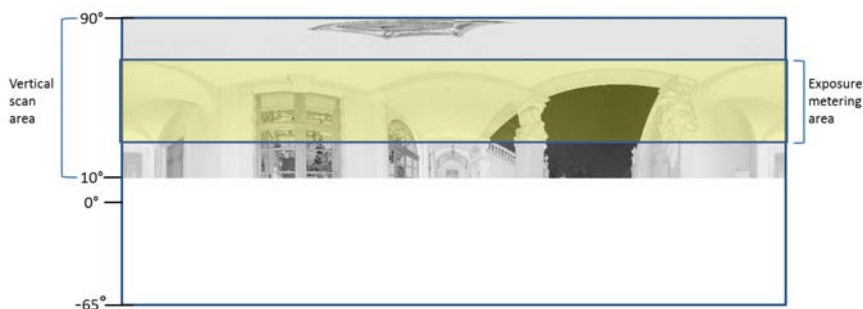 90°
Vertical
scan
area
Exposure
metering
area
10°
0°
-65°